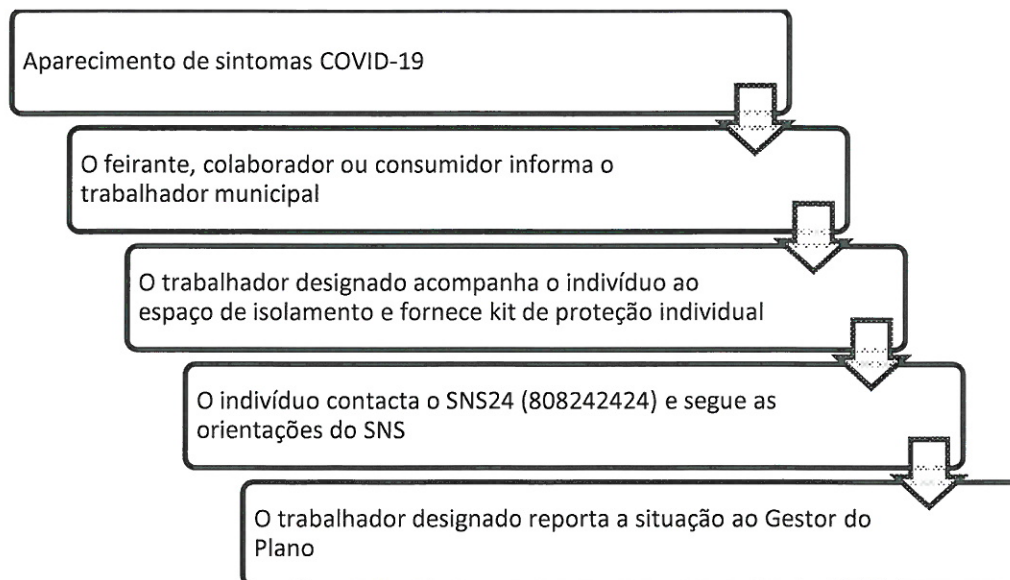 Aparecimento de sintomas COVID-19
O feirante, colaborador ou consumidor informa o
trabalhador municipal
O trabalhador designado acompanha o indivíduo ao
espaço de isolamento e fornece kit de proteção individual
O indivíduo contacta o SNS24 (808242424) e segue as
orientações do SNS
O trabalhador designado reporta a situação ao Gestor do
Plano